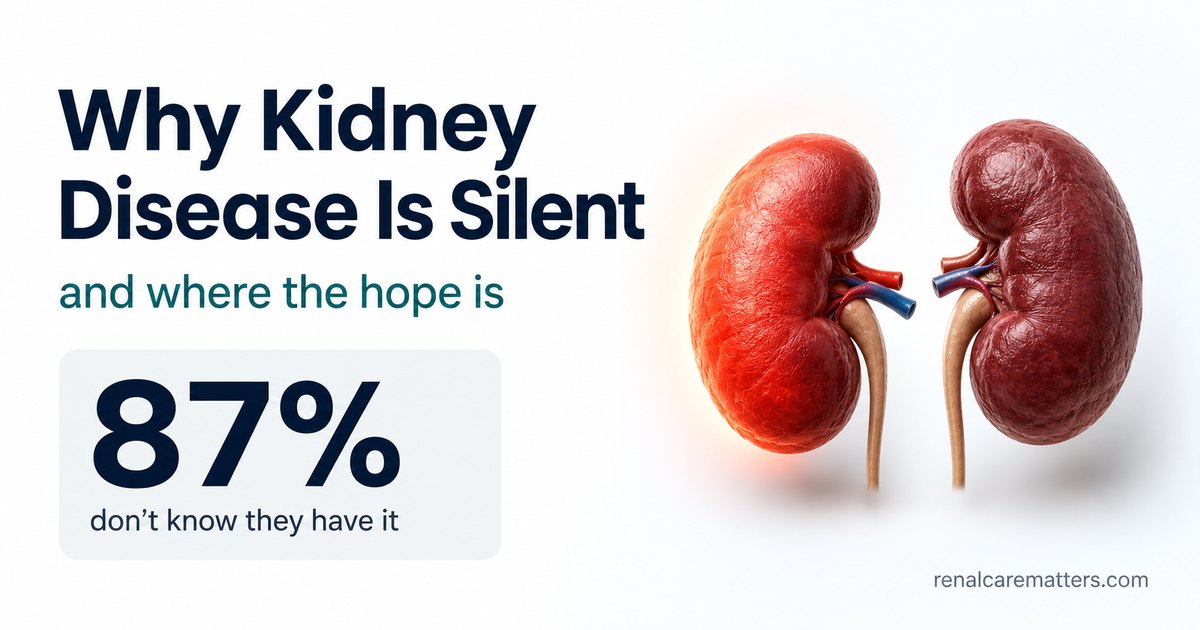 Why Kidney
Disease Is Silent
and where the hope is
87%
don’t know they have it
renalcarematters.com